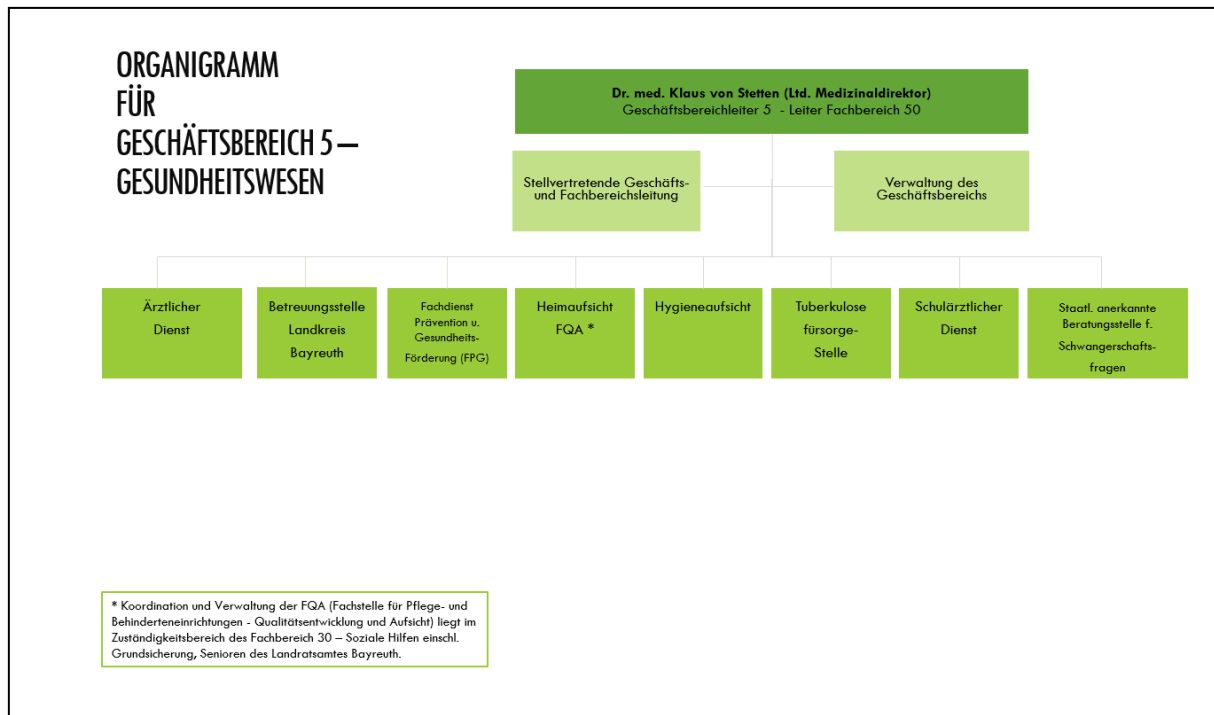 ORGANIGRAMM
FÜR
GESCHÄFTSBEREICH 5 –
GESUNDHEITSWESEN
Dr. med. Klaus von Stetten (Ltd. Medizinaldirektor)
Geschäftsbereichleiter 5 - Leiter Fachbereich 50
Stellvertretende Geschäfts-
und Fachbereichsleitung
Verwaltung des
Geschäftsbereichs
Ärztlicher
Dienst
Betreuungsstelle
Landkreis
Bayreuth
Fachdienst
Prävention u.
Gesundheits-
Förderung (FPG)
Heimaufsicht
FQA *
Hygieneaufsicht
Tuberkulose
fürsorge-
Stelle
Schulärztlicher
Dienst
Staatl. anerkannte
Beratungsstelle f.
Schwangerschafts-
fragen
* Koordination und Verwaltung der FQA (Fachstelle für Pflege- und
Behinderteneinrichtungen - Qualitätsentwicklung und Aufsicht) liegt im
Zuständigkeitsbereich des Fachbereich 30 – Soziale Hilfen einschl.
Grundsicherung, Senioren des Landratsamtes Bayreuth.